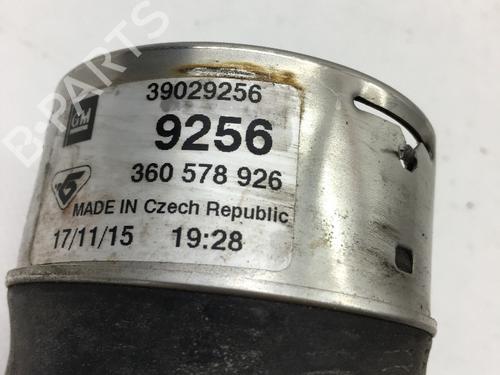 B-PARTS
39029256
GM
9256
360 578 926
MADE IN Czech Republic
17/11/15 19:28